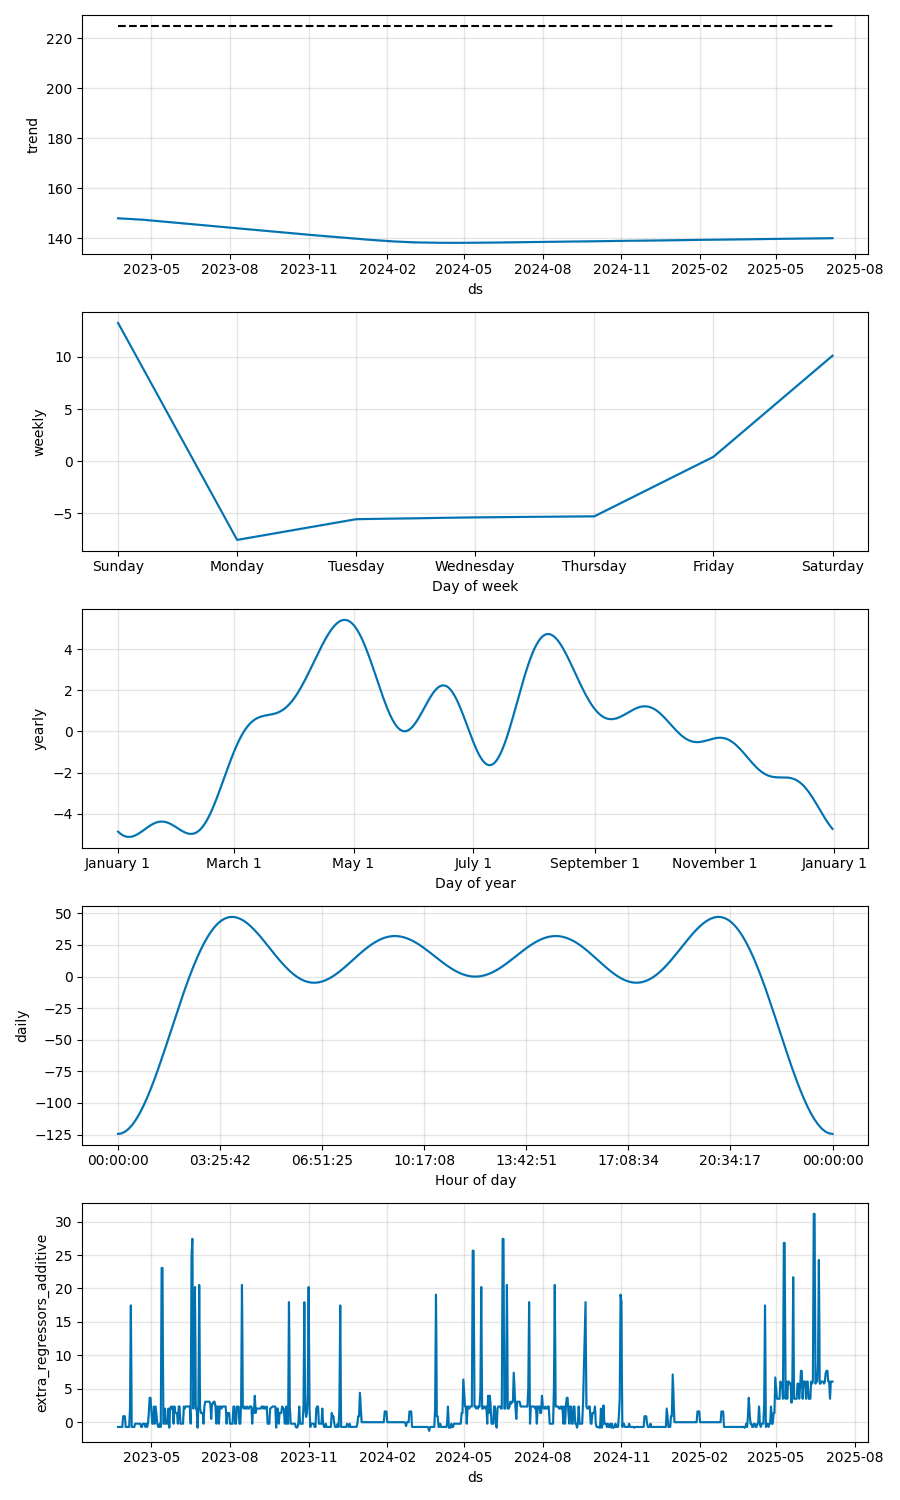 trend
220
200
180
160
140
2023-05 2023-08 2023-11 2024-02 2024-05 2024-08 2024-11 2025-02 2025-05 2025-08
ds
weekly
10
5
0
−5
Sunday Monday Tuesday Wednesday Thursday Friday Saturday
Day of week
yearly
4
2
0
−2
−4
January 1 March 1 May 1 July 1 September 1 November 1 January 1
Day of year
daily
50
25
0
−25
−50
−75
−100
−125
00:00:00 03:25:42 06:51:25 10:17:08 13:42:51 17:08:34 20:34:17 00:00:00
Hour of day
extra_regressors_additive
30
25
20
15
10
5
0
2023-05 2023-08 2023-11 2024-02 2024-05 2024-08 2024-11 2025-02 2025-05 2025-08
ds